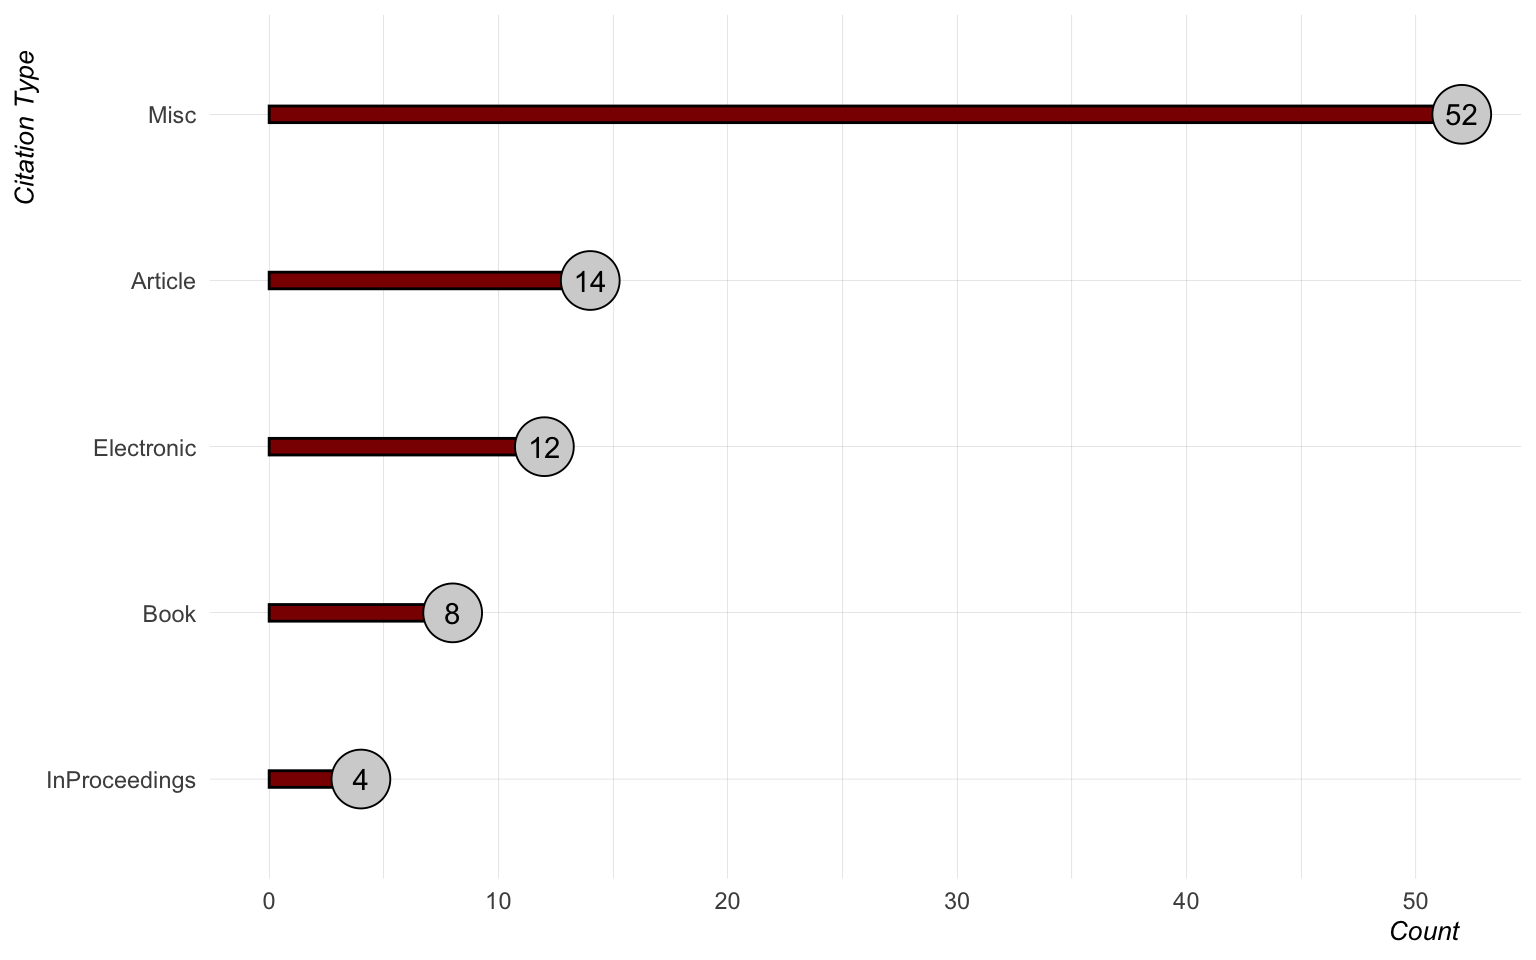 Citation Type
Misc
52
Article
14
Electronic
12
Book
8
InProceedings
4
0 10 20 30 40 50
Count